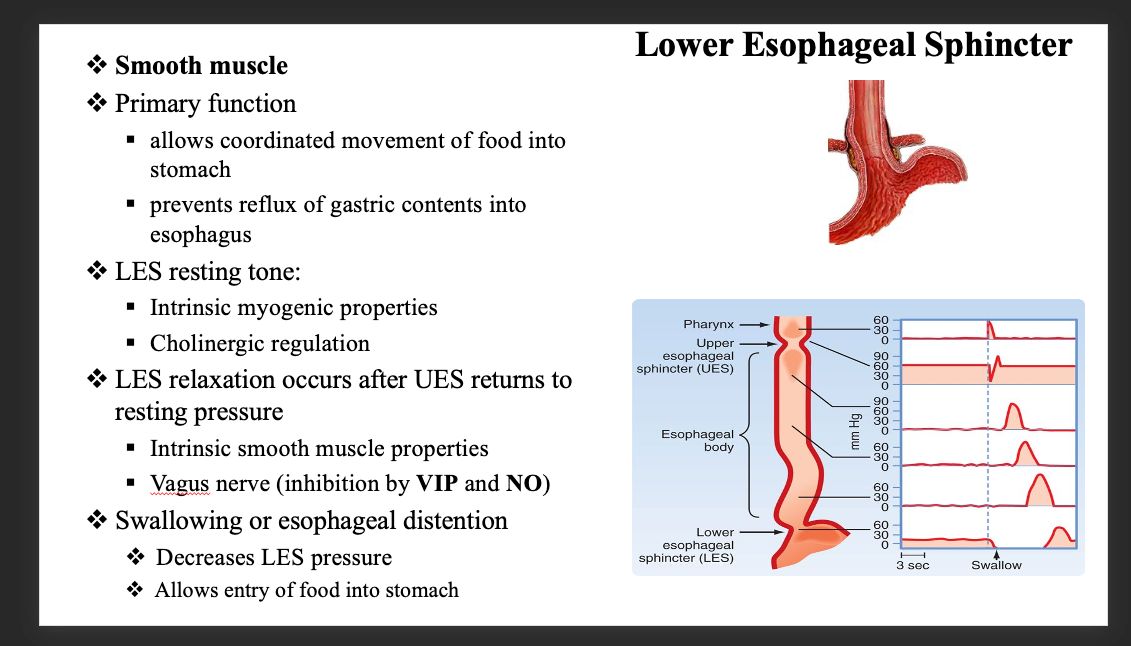 Lower Esophageal Sphincter
❖ Smooth muscle
❖ Primary function
▪ allows coordinated movement of food into
stomach
▪ prevents reflux of gastric contents into
esophagus
❖ LES resting tone:
▪ Intrinsic myogenic properties
▪ Cholinergic regulation
❖ LES relaxation occurs after UES returns to
resting pressure
▪ Intrinsic smooth muscle properties
▪ Vagus nerve (inhibition by VIP and NO)
❖ Swallowing or esophageal distention
❖ Decreases LES pressure
❖ Allows entry of food into stomach
Pharynx
Upper
esophageal
sphincter (UES)
Esophageal
body
Lower
esophageal
sphincter (LES)
mm Hg
60
30
0
90
60
30
0
90
60
30
0
60
30
0
60
30
0
60
30
0
3 sec
Swallow